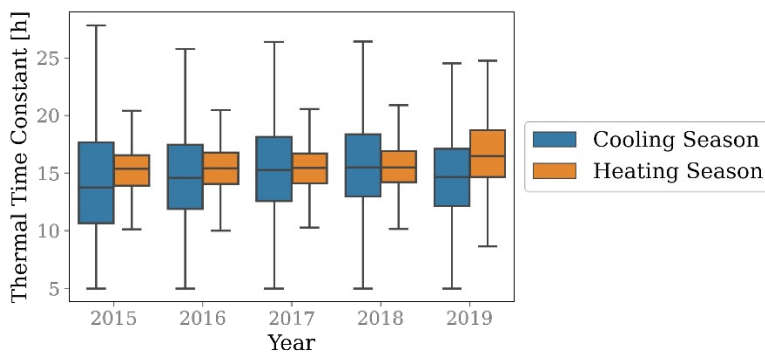 Thermal Time Constant [h]
25
20
15
10
5
2015 2016 2017 2018 2019
Year
Cooling Season
Heating Season